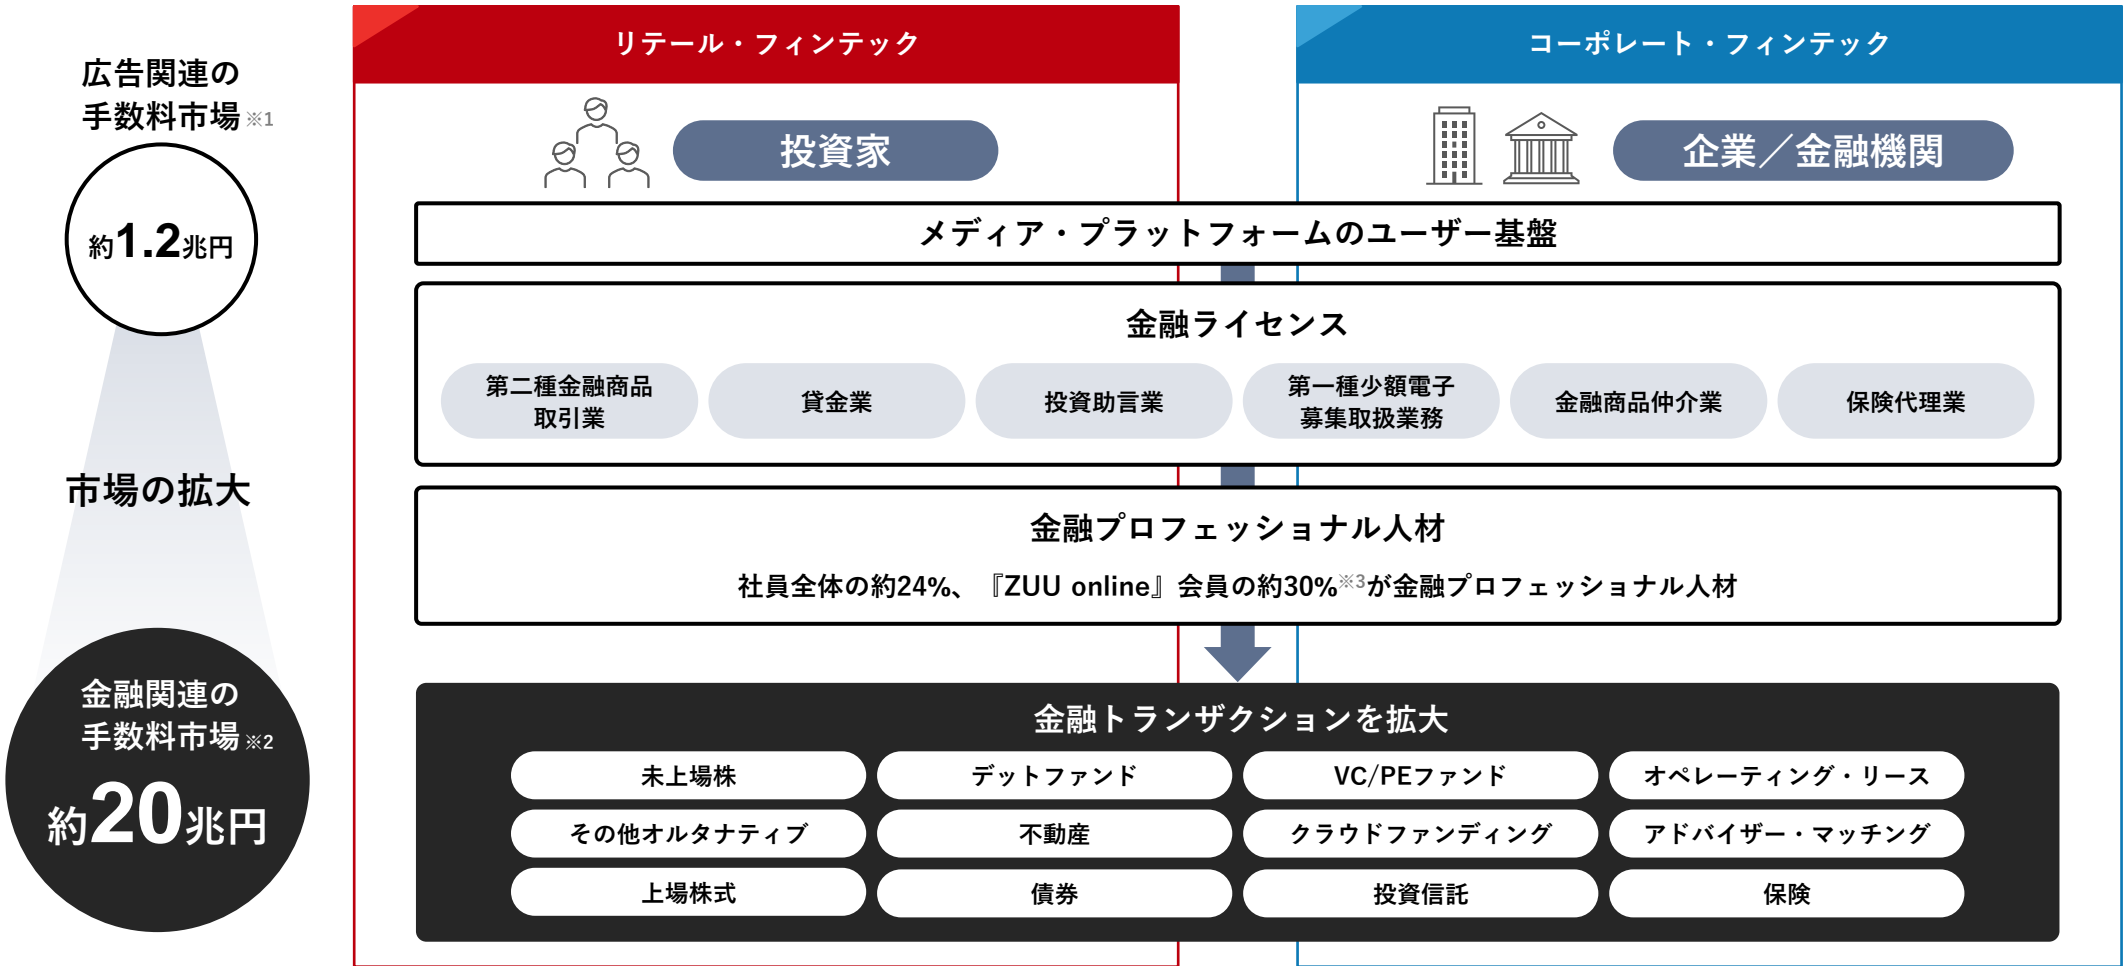 広告関連の
手数料市場※1
約1.2兆円
市場の拡大
金融関連の
手数料市場※2
約20兆円
リテール・フィンテック
投資家
コーポレート・フィンテック
企業／金融機関
メディア・プラットフォームのユーザー基盤
金融ライセンス
第二種金融商品
取引業
貸金業
投資助言業
第一種少額電子
募集取扱業務
金融商品仲介業
保険代理業
金融プロフェッショナル人材
社員全体の約24%、『ZUU online』会員の約30%※3が金融プロフェッショナル人材
金融トランザクションを拡大
未上場株
デットファンド
VC/PEファンド
オペレーティング・リース
その他オルタナティブ
不動産
クラウドファンディング
アドバイザー・マッチング
上場株式
債券
投資信託
保険